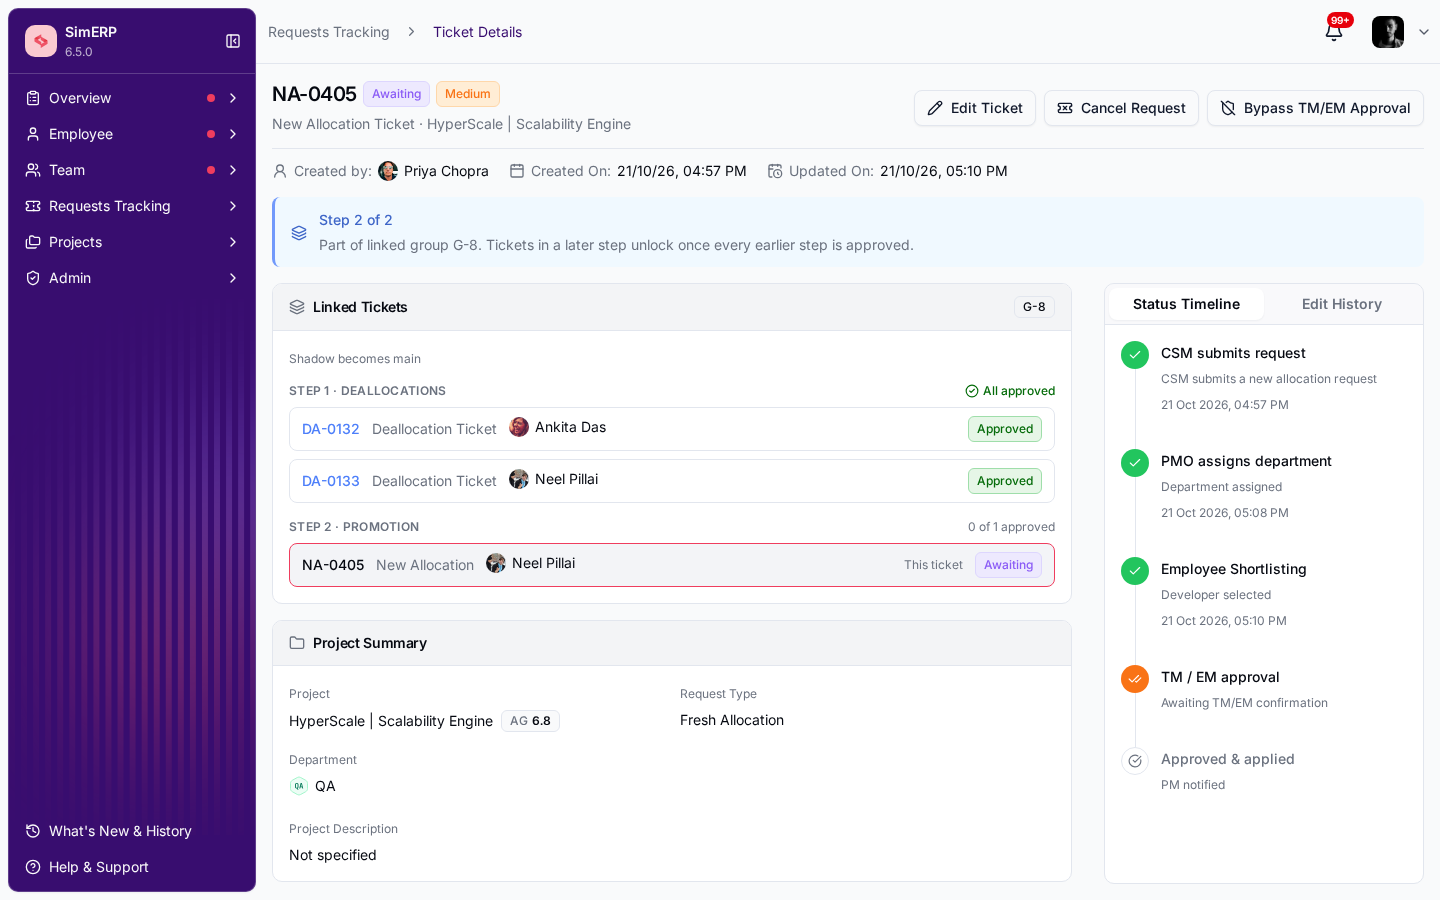 SimERP
6.5.0
Overview
Employee
Team
Requests Tracking
Projects
Admin
What's New & History
Help & Support
Requests Tracking
Ticket Details
99+
NA-0405
Awaiting
Medium
New Allocation Ticket · HyperScale | Scalability Engine
Edit Ticket
Cancel Request
Bypass TM/EM Approval
Created by: Priya Chopra
Created On: 21/10/26, 04:57 PM
Updated On: 21/10/26, 05:10 PM
Step 2 of 2
Part of linked group G-8. Tickets in a later step unlock once every earlier step is approved.
Linked Tickets
G-8
Shadow becomes main
STEP 1 · DEALLOCATIONS
All approved
DA-0132 Deallocation Ticket Ankita Das Approved
DA-0133 Deallocation Ticket Neel Pillai Approved
STEP 2 · PROMOTION
0 of 1 approved
NA-0405 New Allocation Neel Pillai This ticket Awaiting
Project Summary
Project
HyperScale | Scalability Engine AG 6.8
Request Type
Fresh Allocation
Department
QA QA
Project Description
Not specified
Status Timeline
Edit History
CSM submits request
CSM submits a new allocation request
21 Oct 2026, 04:57 PM
PMO assigns department
Department assigned
21 Oct 2026, 05:08 PM
Employee Shortlisting
Developer selected
21 Oct 2026, 05:10 PM
TM / EM approval
Awaiting TM/EM confirmation
Approved & applied
PM notified